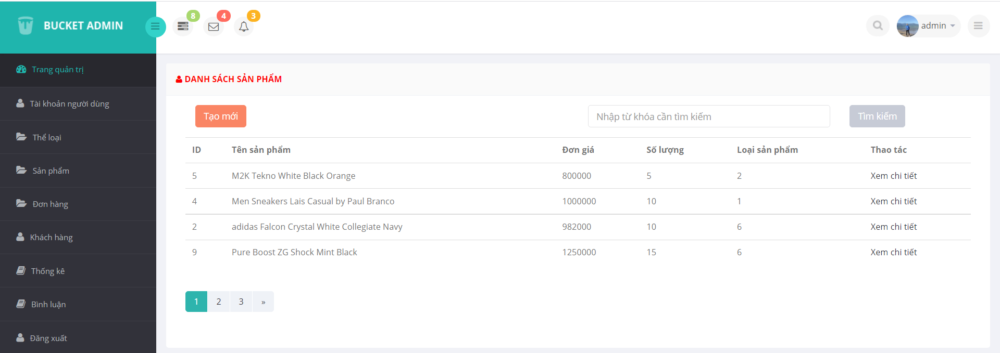 BUCKET ADMIN
8
4
3
admin
Trang quản trị
Tài khoản người dùng
Thể loại
Sản phẩm
Đơn hàng
Khách hàng
Thống kê
Bình luận
Đăng xuất
DANH SÁCH SẢN PHẨM
Tạo mới
Nhập từ khóa cần tìm kiếm
Tìm kiếm
ID Tên sản phẩm Đơn giá Số lượng Loại sản phẩm Thao tác
5 M2K Tekno White Black Orange 800000 5 2 Xem chi tiết
4 Men Sneakers Lais Casual by Paul Branco 1000000 10 1 Xem chi tiết
2 adidas Falcon Crystal White Collegiate Navy 982000 10 6 Xem chi tiết
9 Pure Boost ZG Shock Mint Black 1250000 15 6 Xem chi tiết
1 2 3 »